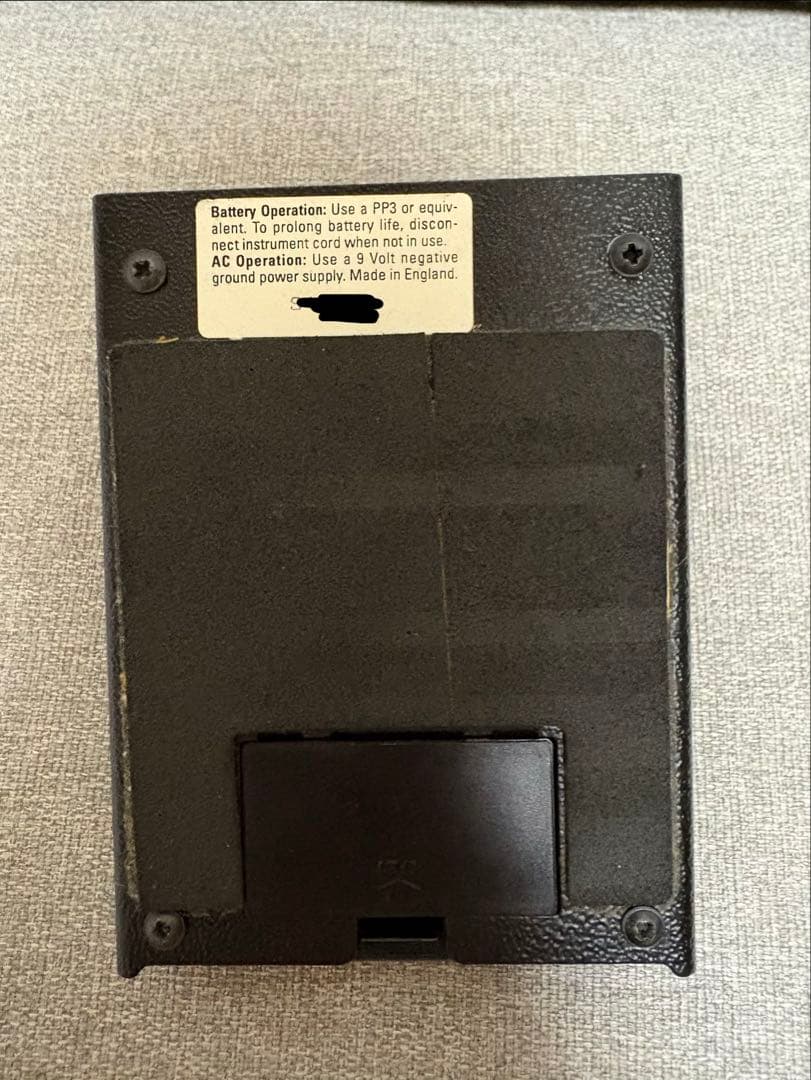 Battery Operation: Use a PP3 or equiv-
alent. To prolong battery life, discon-
nect instrument cord when not in use.
AC Operation: Use a 9 Volt negative
ground power supply. Made in England.